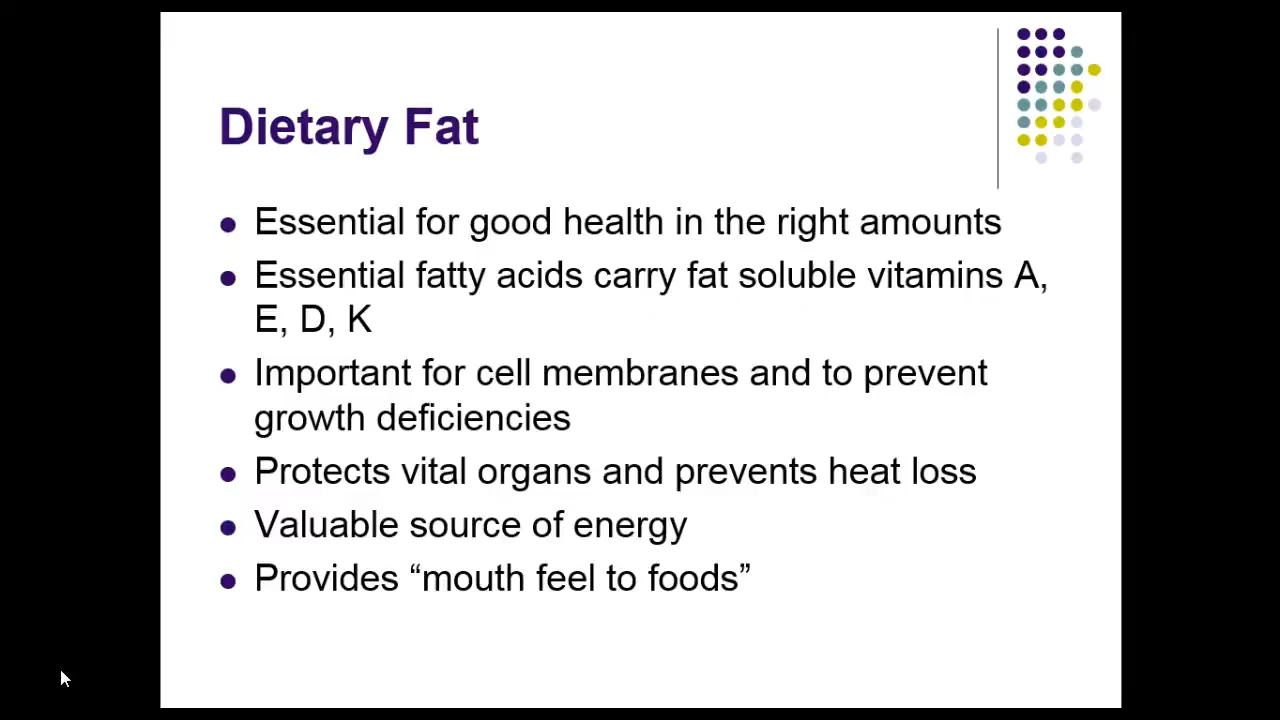 Dietary Fat
Essential for good health in the right amounts
Essential fatty acids carry fat soluble vitamins A,
E, D, K
Important for cell membranes and to prevent
growth deficiencies
Protects vital organs and prevents heat loss
Valuable source of energy
Provides “mouth feel to foods”